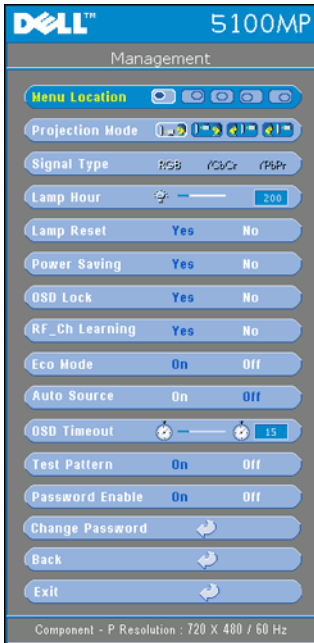 DELL™ 5100MP
Management
Menu Location
Projection Mode
Signal Type RGB YCbCr YPbPr
Lamp Hour 200
Lamp Reset Yes No
Power Saving Yes No
OSD Lock Yes No
RF_Ch Learning Yes No
Eco Mode On Off
Auto Source On Off
OSD Timeout 15
Test Pattern On Off
Password Enable On Off
Change Password
Back
Exit
Component - P Resolution : 720 X 480 / 60 Hz